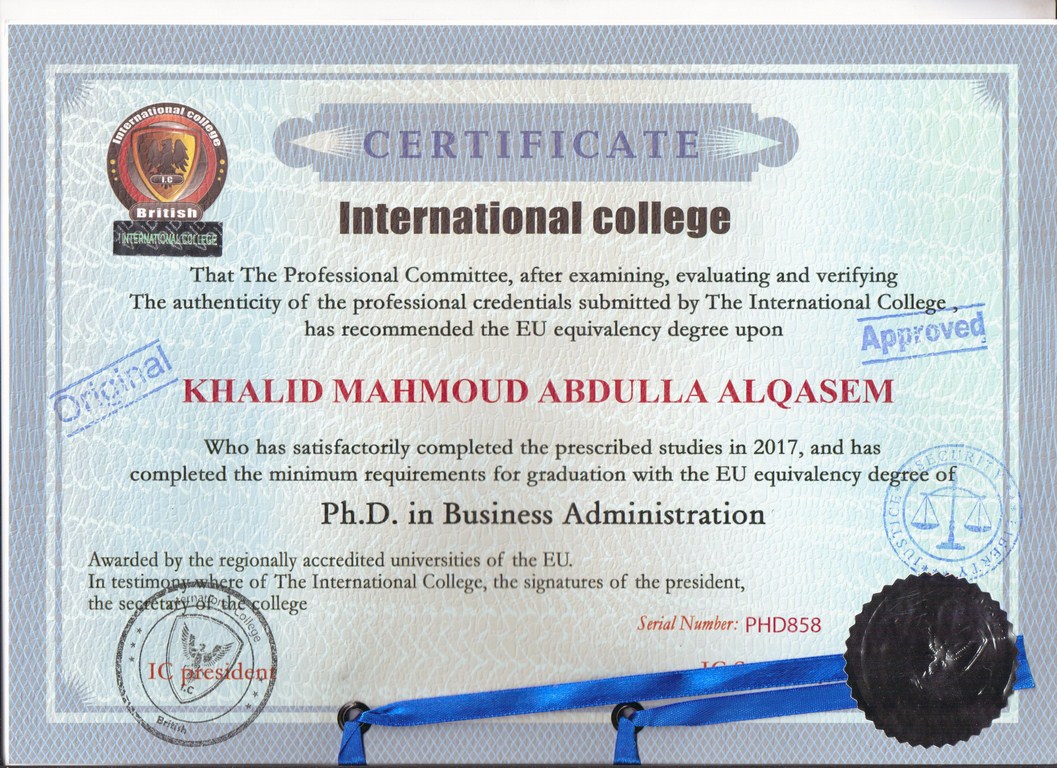 International college
I.C
British
INTERNATIONAL COLLEGE
CERTIFICATE
International college
That The Professional Committee, after examining, evaluating and verifying
The authenticity of the professional credentials submitted by The International College ,
has recommended the EU equivalency degree upon
Approved
Original
KHALID MAHMOUD ABDULLA ALQASEM
Who has satisfactorily completed the prescribed studies in 2017, and has
completed the minimum requirements for graduation with the EU equivalency degree of
JUSTICE SECURITY LIBERTY
Ph.D. in Business Administration
Awarded by the regionally accredited universities of the EU.
In testimony where of The International College, the signatures of the president,
the secretary of the college
Serial Number: PHD858
International College
I.C
British
IC president
IC